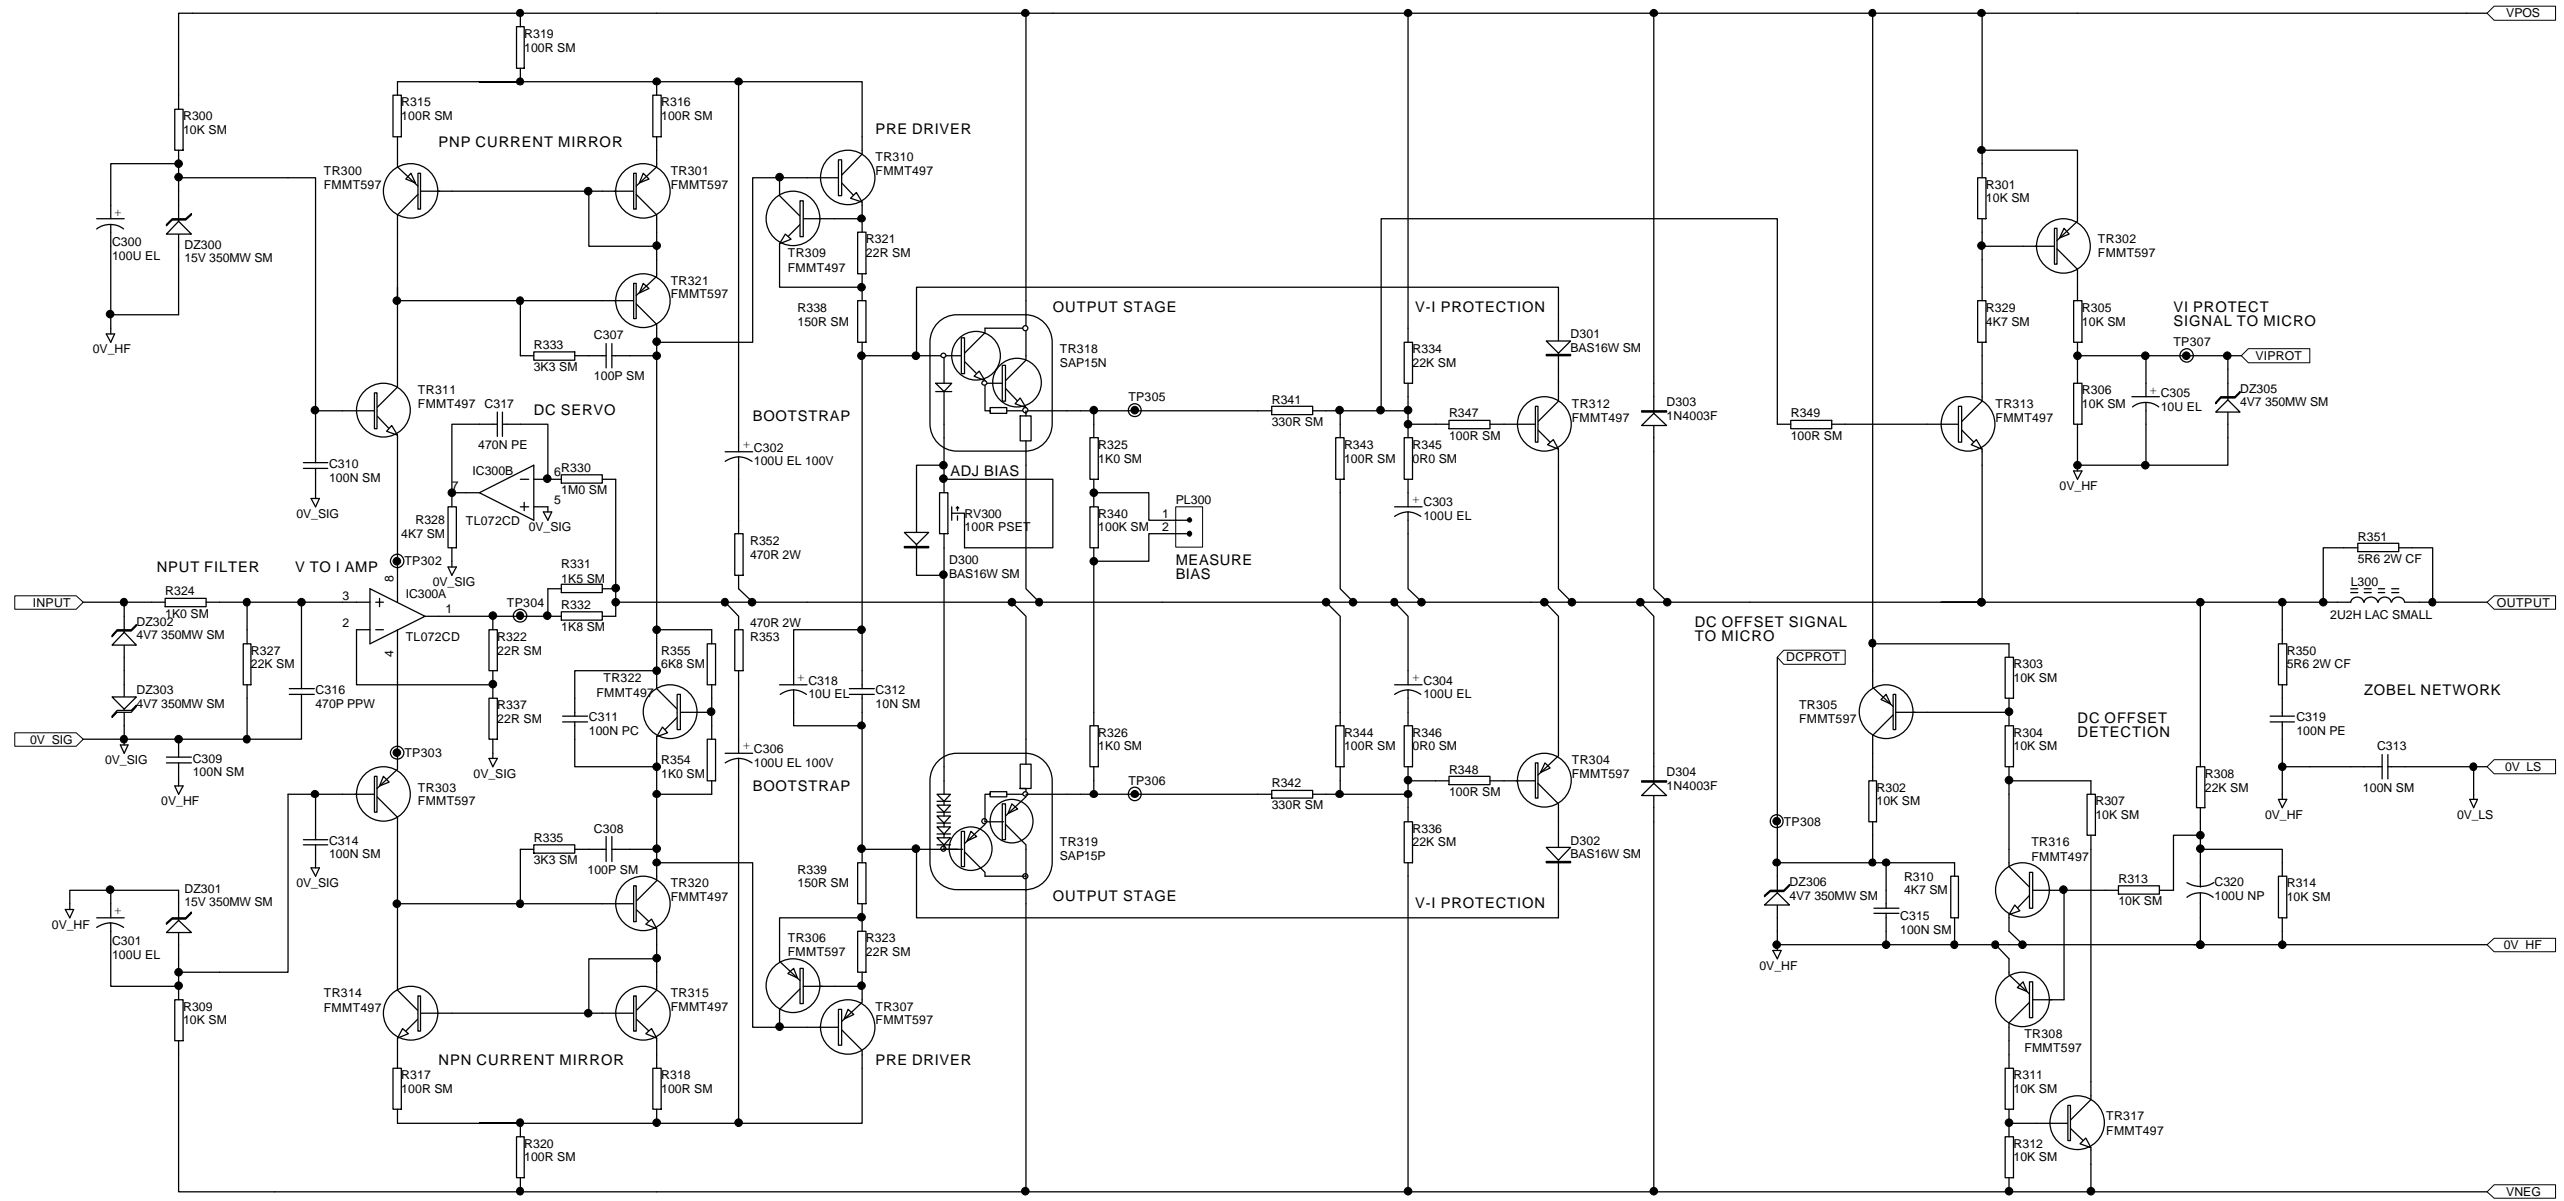 VPOS
R319
100R SM
R300
10K SM
R315
100R SM
R316
100R SM
PNP CURRENT MIRROR
PRE DRIVER
TR300
FMMT597
TR301
FMMT597
TR310
FMMT497
+
C300
100U EL
DZ300
15V 350MW SM
0V_HF
TR309
FMMT497
R321
22R SM
R301
10K SM
TR302
FMMT597
TR321
FMMT597
R338
150R SM
OUTPUT STAGE
V-I PROTECTION
R329
4K7 SM
R305
10K SM
VI PROTECT
SIGNAL TO MICRO
TP307
VIPROT
R333
3K3 SM
C307
100P SM
TR318
SAP15N
R334
22K SM
D301
BAS16W SM
TR311
FMMT497
C317
470N PE
DC SERVO
BOOTSTRAP
TP305
R341
330R SM
R347
100R SM
TR312
FMMT497
D303
1N4003F
R349
100R SM
TR313
FMMT497
R306
10K SM
+
C305
10U EL
DZ305
4V7 350MW SM
0V_HF
C310
100N SM
0V_SIG
IC300B
TL072CD
6
5
7
−
+
R330
1M0 SM
0V_SIG
R328
4K7 SM
0V_SIG
+
C302
100U EL 100V
ADJ BIAS
R325
1K0 SM
R343
100R SM
R345
0R0 SM
RV300
100R PSET
R340
100K SM
PL300
1
2
MEASURE
BIAS
+
C303
100U EL
R352
470R 2W
D300
BAS16W SM
TP302
8
NPUT FILTER
V TO I AMP
R331
1K5 SM
R351
5R6 2W CF
L300
2U2H LAC SMALL
INPUT
R324
1K0 SM
3
2
+
−
IC300A
1
TL072CD
4
TP304
R332
1K8 SM
OUTPUT
DZ302
4V7 350MW SM
R327
22K SM
R322
22R SM
470R 2W
R353
DC OFFSET SIGNAL
TO MICRO
DCPROT
R350
5R6 2W CF
R355
6K8 SM
R303
10K SM
DZ303
4V7 350MW SM
C316
470P PPW
R337
22R SM
TR322
FMMT497
+
C318
10U EL
C312
10N SM
+
C304
100U EL
TR305
FMMT597
ZOBEL NETWORK
C311
100N PC
DC OFFSET
DETECTION
C319
100N PE
0V_SIG
0V_SIG
C309
100N SM
0V_HF
TP303
0V_SIG
R354
1K0 SM
+
C306
100U EL 100V
BOOTSTRAP
R326
1K0 SM
R344
100R SM
R346
0R0 SM
R304
10K SM
C313
100N SM
0V_LS
TR303
FMMT597
TP306
R342
330R SM
R348
100R SM
TR304
FMMT597
D304
1N4003F
R302
10K SM
R307
10K SM
R308
22K SM
0V_HF
0V_LS
C314
100N SM
0V_SIG
R335
3K3 SM
C308
100P SM
TR319
SAP15P
R336
22K SM
D302
BAS16W SM
TP308
TR316
FMMT497
DZ301
15V 350MW SM
0V_HF
+
C301
100U EL
TR320
FMMT497
R339
150R SM
OUTPUT STAGE
V-I PROTECTION
DZ306
4V7 350MW SM
R310
4K7 SM
C315
100N SM
R313
10K SM
C320
100U NP
R314
10K SM
TR306
FMMT597
R323
22R SM
0V_HF
0V_HF
R309
10K SM
TR314
FMMT497
TR315
FMMT497
TR307
FMMT597
TR308
FMMT597
NPN CURRENT MIRROR
PRE DRIVER
R317
100R SM
R318
100R SM
R311
10K SM
TR317
FMMT497
R320
100R SM
R312
10K SM
VNEG